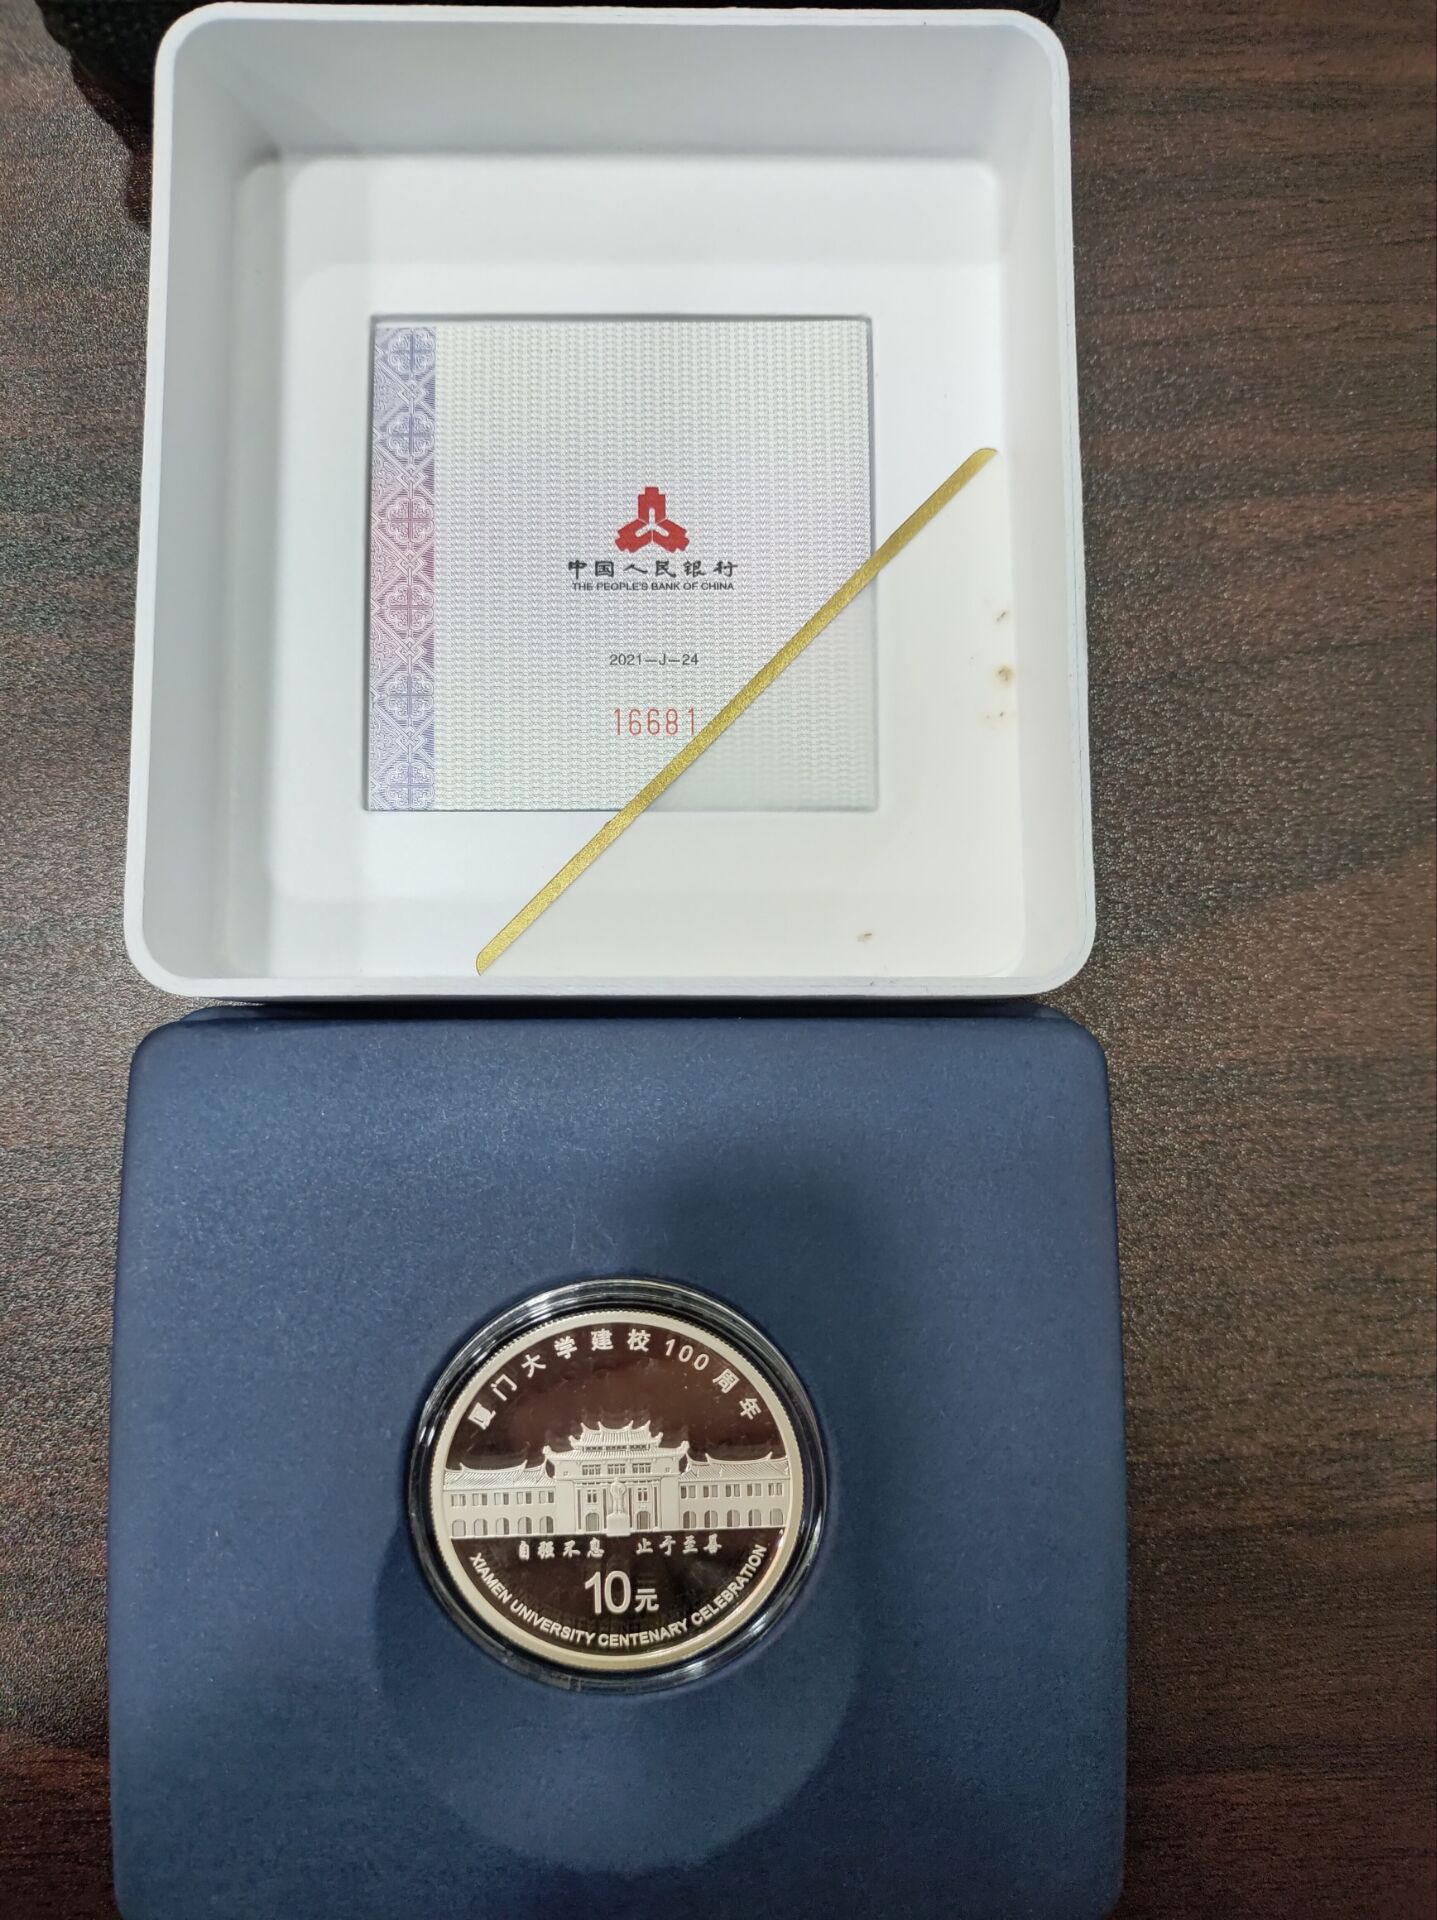 中国人民银行
THE PEOPLE'S BANK OF CHINA
2021-J-24
16681
厦门大学建校100周年
自强不息 止于至善
10元
XIAMEN UNIVERSITY CENTENARY CELEBRATION